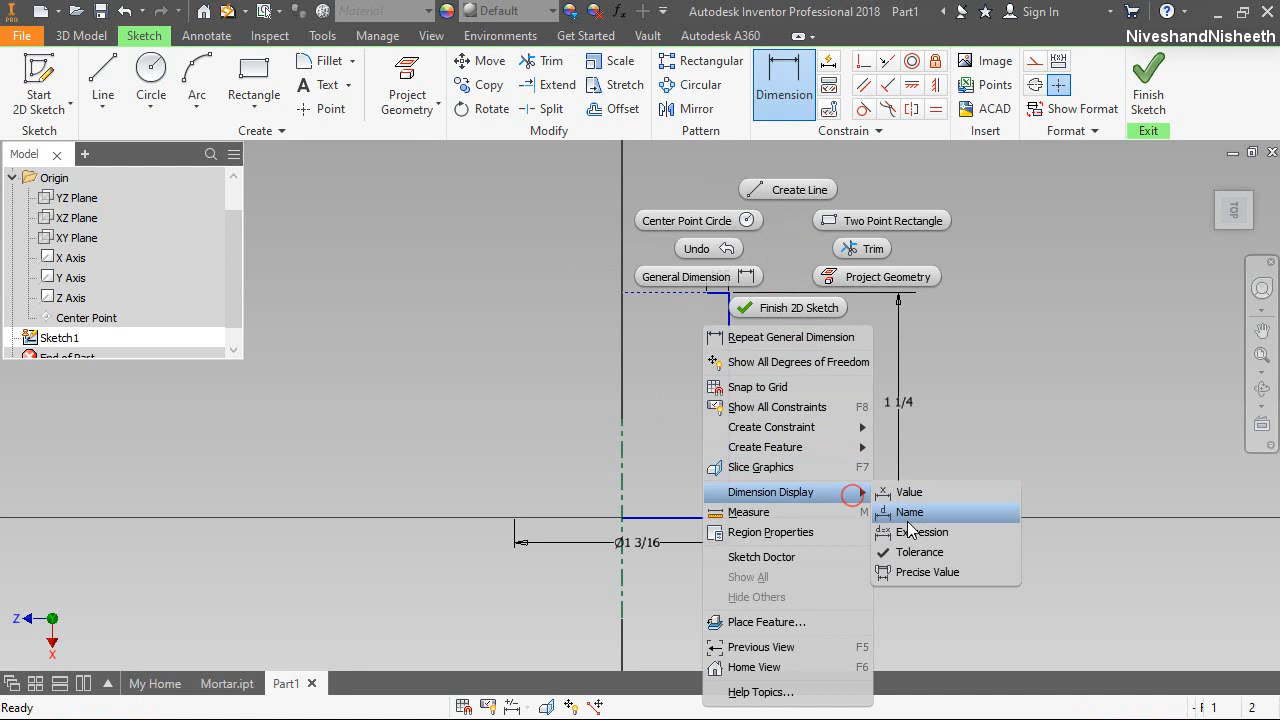 PRO
Material
Default
Autodesk Inventor Professional 2018 Part1
Sign In
File
3D Model
Sketch
Annotate
Inspect
Tools
Manage
View
Environments
Get Started
Vault
Autodesk A360
NiveshandNisheeth
Start
2D Sketch
Line
Circle
Arc
Rectangle
Fillet
Text
Point
Project
Geometry
Move
Copy
Rotate
Trim
Extend
Split
Scale
Stretch
Offset
Rectangular
Circular
Mirror
Dimension
Image
Points
ACAD
Show Format
Finish
Sketch
Sketch
Create
Modify
Pattern
Constrain
Insert
Format
Exit
Model
Origin
YZ Plane
XZ Plane
XY Plane
X Axis
Y Axis
Z Axis
Center Point
Sketch1
End of Part
Create Line
Center Point Circle
Two Point Rectangle
Undo
Trim
General Dimension
Project Geometry
Finish 2D Sketch
Repeat General Dimension
Show All Degrees of Freedom
Snap to Grid
Show All Constraints F8
Create Constraint
Create Feature
Slice Graphics F7
Dimension Display
Measure M
Region Properties
Sketch Doctor
Show All
Hide Others
Place Feature...
Previous View F5
Home View F6
Help Topics...
Value
Name
Expression
Tolerance
Precise Value
1 1/4
Ø1 3/16
TOP
Z
X
My Home
Mortar.ipt
Part1
Ready
1
2